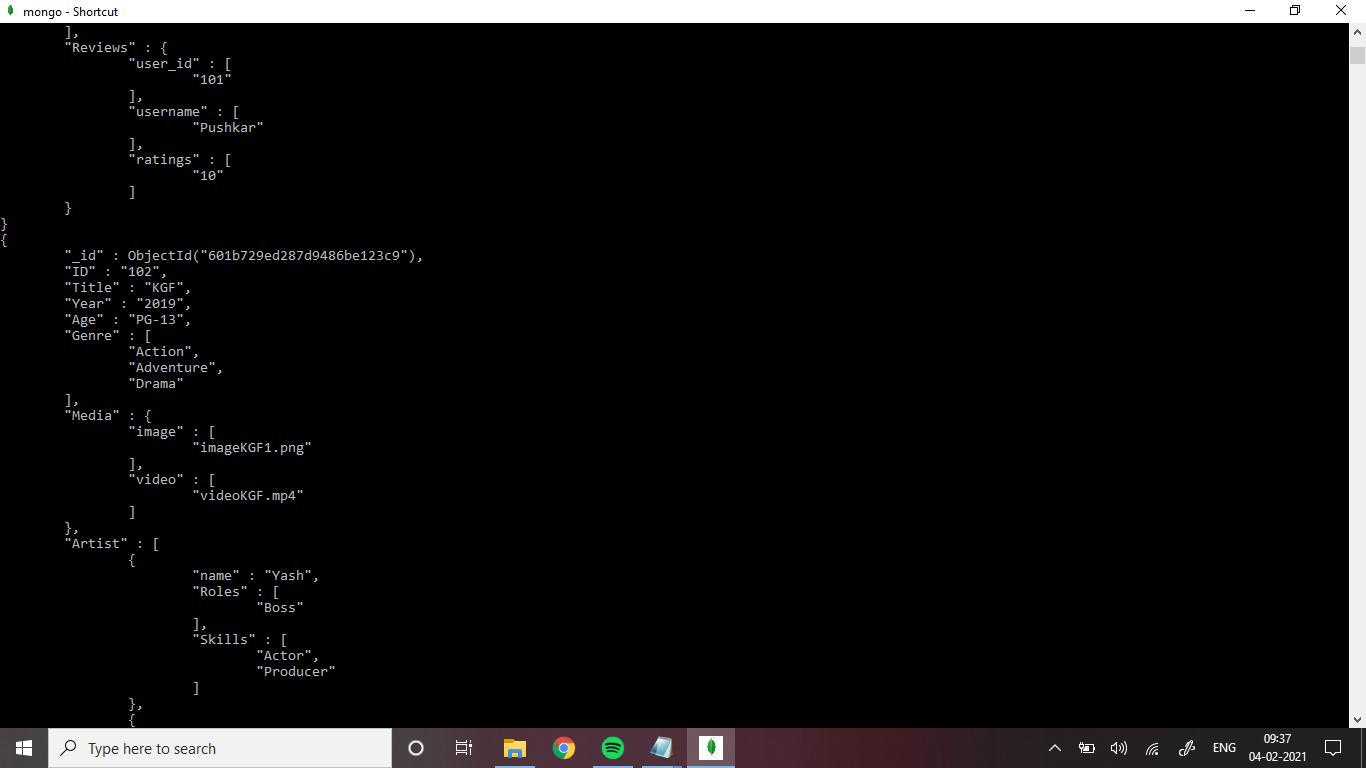 mongo - Shortcut
],
"Reviews" : {
"user_id" : [
"101"
],
"username" : [
"Pushkar"
],
"ratings" : [
"10"
]
}
}
{
"_id" : ObjectId("601b729ed287d9486be123c9"),
"ID" : "102",
"Title" : "KGF",
"Year" : "2019",
"Age" : "PG-13",
"Genre" : [
"Action",
"Adventure",
"Drama"
],
"Media" : {
"image" : [
"imageKGF1.png"
],
"video" : [
"videoKGF.mp4"
]
},
"Artist" : [
{
"name" : "Yash",
"Roles" : [
"Boss"
],
"Skills" : [
"Actor",
"Producer"
]
},
{
Type here to search
ENG
09:37
04-02-2021